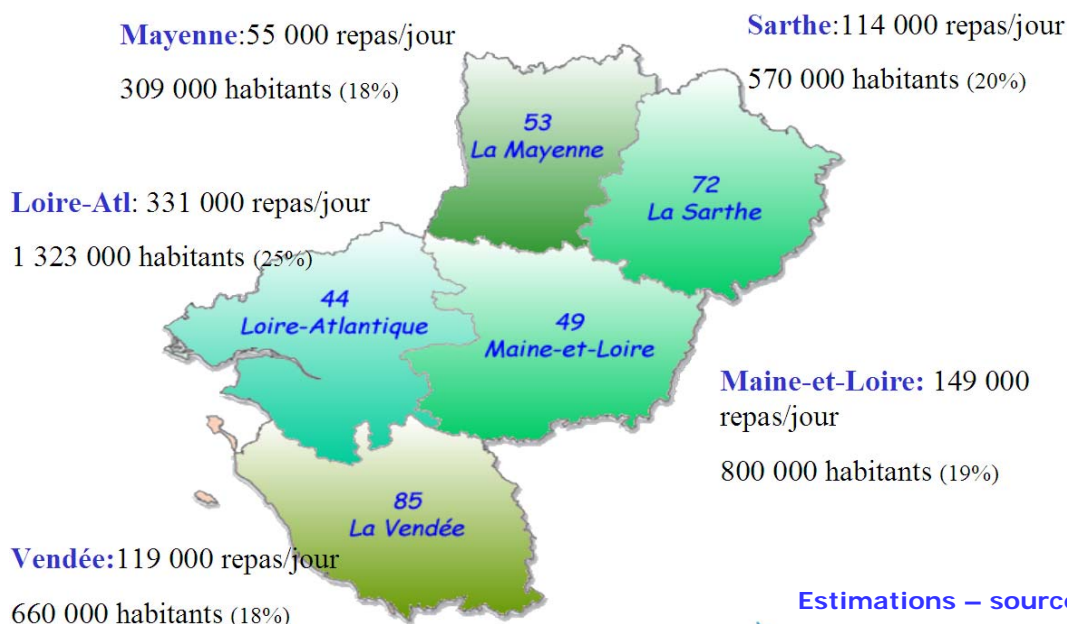 Mayenne:55 000 repas/jour
309 000 habitants (18%)
Sarthe:114 000 repas/jour
570 000 habitants (20%)
53
La Mayenne
72
La Sarthe
Loire-Atl: 331 000 repas/jour
1 323 000 habitants (25%)
44
Loire-Atlantique
49
Maine-et-Loire
Maine-et-Loire: 149 000
repas/jour
800 000 habitants (19%)
85
La Vendée
Vendée:119 000 repas/jour
660 000 habitants (18%)
Estimations – source